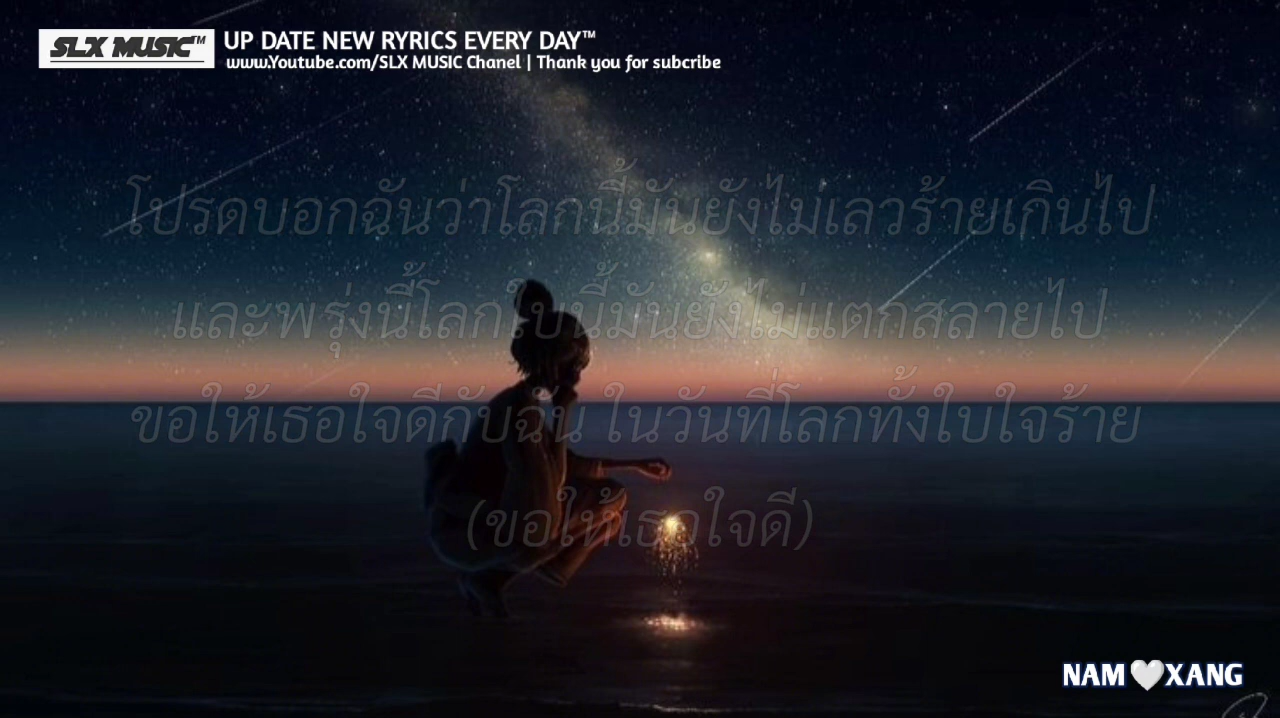 SLX MUSIC™
UP DATE NEW RYRICS EVERY DAY™
www.Youtube.com/SLX MUSIC Chanel | Thank you for subcribe
โปรดบอกฉันว่าโลกนี้มันยังไม่เลวร้ายเกินไป
และพรุ่งนี้โลกใบนี้มันยังไม่แตกสลายไป
ขอให้เธอใจดีกับฉัน ในวันที่โลกทั้งใบใจร้าย
(ขอให้เธอใจดี)
NAM🤍XANG